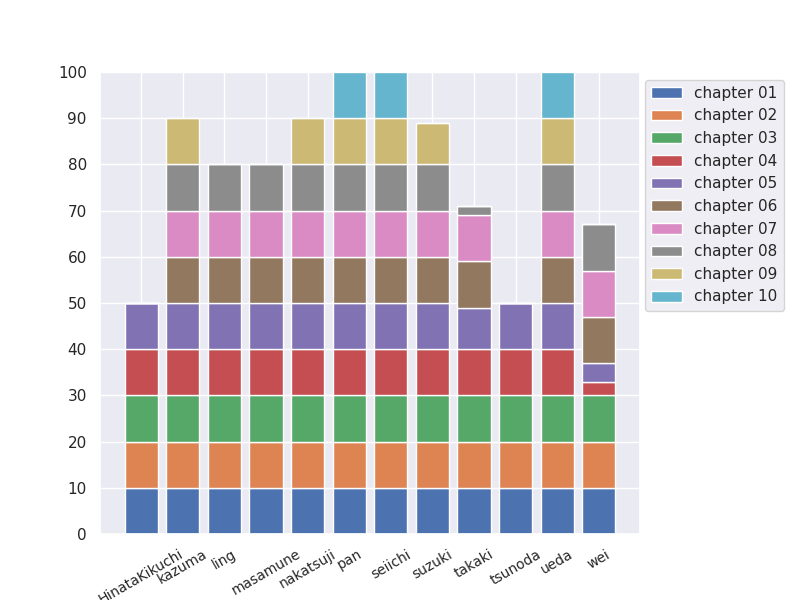 100
90
80
70
60
50
40
30
20
10
0
HinataKikuchi
kazuma
ling
masamune
nakatsuji
pan
seiichi
suzuki
takaki
tsunoda
ueda
wei
chapter 01
chapter 02
chapter 03
chapter 04
chapter 05
chapter 06
chapter 07
chapter 08
chapter 09
chapter 10